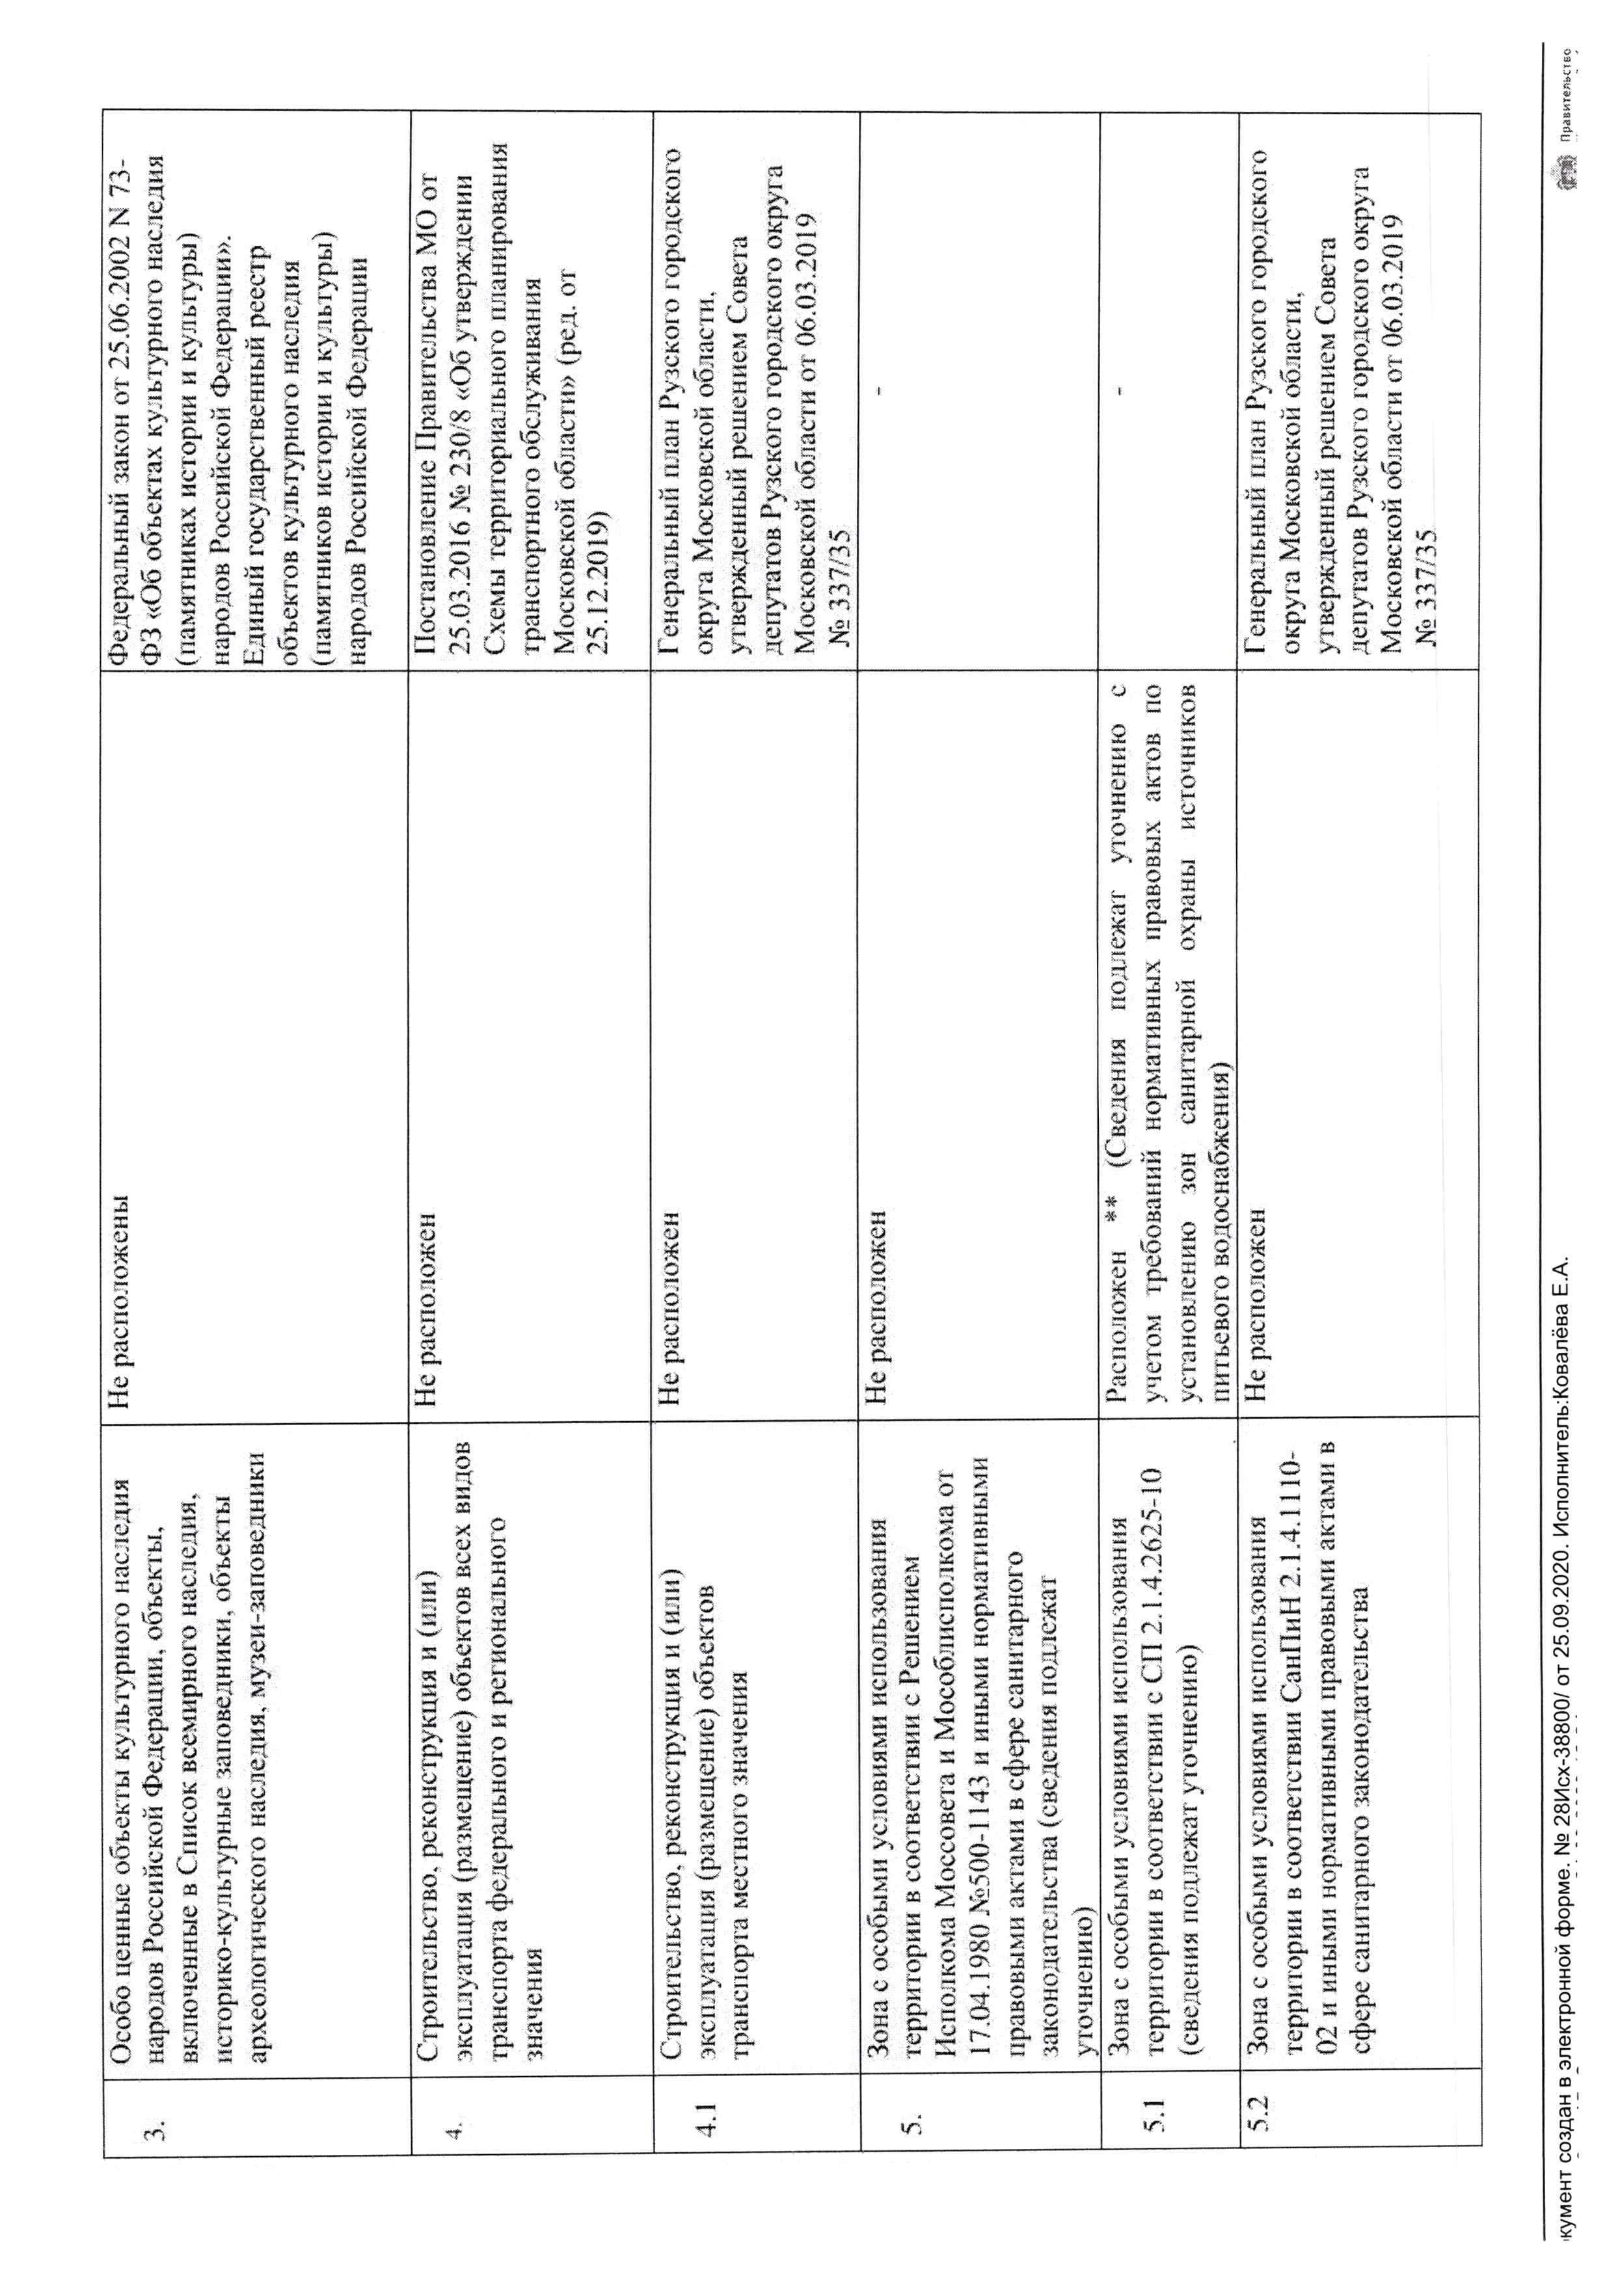 3.
Особо ценные объекты культурного наследия
народов Российской Федерации, объекты,
включенные в Список всемирного наследия,
историко-культурные заповедники, объекты
археологического наследия, музеи-заповедники
Не расположены
Федеральный закон от 25.06.2002 N 73-
ФЗ «Об объектах культурного наследия
(памятниках истории и культуры)
народов Российской Федерации».
Единый государственный реестр
объектов культурного наследия
(памятников истории и культуры)
народов Российской Федерации
4.
Строительство, реконструкция и (или)
эксплуатация (размещение) объектов всех видов
транспорта федерального и регионального
значения
Не расположен
Постановление Правительства МО от
25.03.2016 № 230/8 «Об утверждении
Схемы территориального планирования
транспортного обслуживания
Московской области» (ред. от
25.12.2019)
4.1
Строительство, реконструкция и (или)
эксплуатация (размещение) объектов
транспорта местного значения
Не расположен
Генеральный план Рузского городского
округа Московской области,
утвержденный решением Совета
депутатов Рузского городского округа
Московской области от 06.03.2019
№ 337/35
5.
Зона с особыми условиями использования
территории в соответствии с Решением
Исполкома Моссовета и Мособлисполкома от
17.04.1980 №500-1143 и иными нормативными
правовыми актами в сфере санитарного
законодательства (сведения подлежат
уточнению)
Не расположен
-
5.1
Зона с особыми условиями использования
территории в соответствии с СП 2.1.4.2625-10
(сведения подлежат уточнению)
Расположен ** (Сведения подлежат уточнению с
учетом требований нормативных правовых актов по
установлению зон санитарной охраны источников
питьевого водоснабжения)
-
5.2
Зона с особыми условиями использования
территории в соответствии СанПиН 2.1.4.1110-
02 и иными нормативными правовыми актами в
сфере санитарного законодательства
Не расположен
Генеральный план Рузского городского
округа Московской области,
утвержденный решением Совета
депутатов Рузского городского округа
Московской области от 06.03.2019
№ 337/35
кумент создан в электронной форме. № 28Исх-38800/ от 25.09.2020. Исполнитель:Ковалёва Е.А.
Правительство